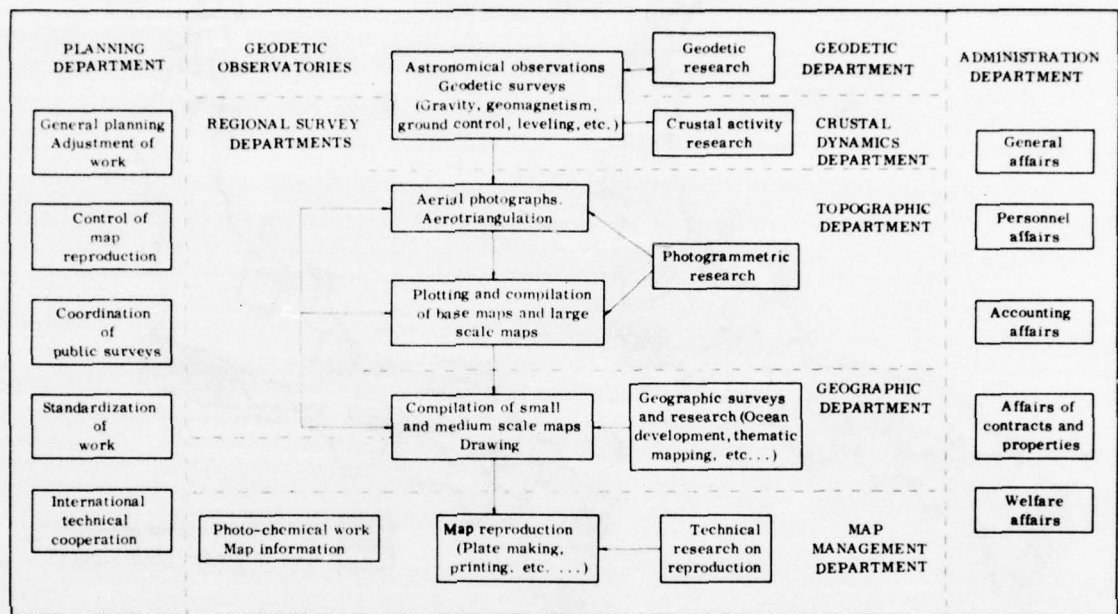 PLANNING
DEPARTMENT
General planning
Adjustment of
work
Control of
map
reproduction
Coordination
of
public surveys
Standardization
of
work
International
technical
cooperation
GEODETIC
OBSERVATORIES
REGIONAL SURVEY
DEPARTMENTS
Photo-chemical work
Map information
Astronomical observations
Geodetic surveys
(Gravity, geomagnetism,
ground control, leveling, etc.)
Aerial photographs.
Aerotriangulation
Plotting and compilation
of base maps and large
scale maps
Compilation of small
and medium scale maps
Drawing
Map reproduction
(Plate making,
printing, etc. ...)
Geodetic
research
Crustal activity
research
Photogrammetric
research
Geographic surveys
and research (Ocean
development, thematic
mapping, etc...)
Technical
research on
reproduction
GEODETIC
DEPARTMENT
CRUSTAL
DYNAMICS
DEPARTMENT
TOPOGRAPHIC
DEPARTMENT
GEOGRAPHIC
DEPARTMENT
MAP
MANAGEMENT
DEPARTMENT
ADMINISTRATION
DEPARTMENT
General
affairs
Personnel
affairs
Accounting
affairs
Affairs of
contracts and
properties
Welfare
affairs